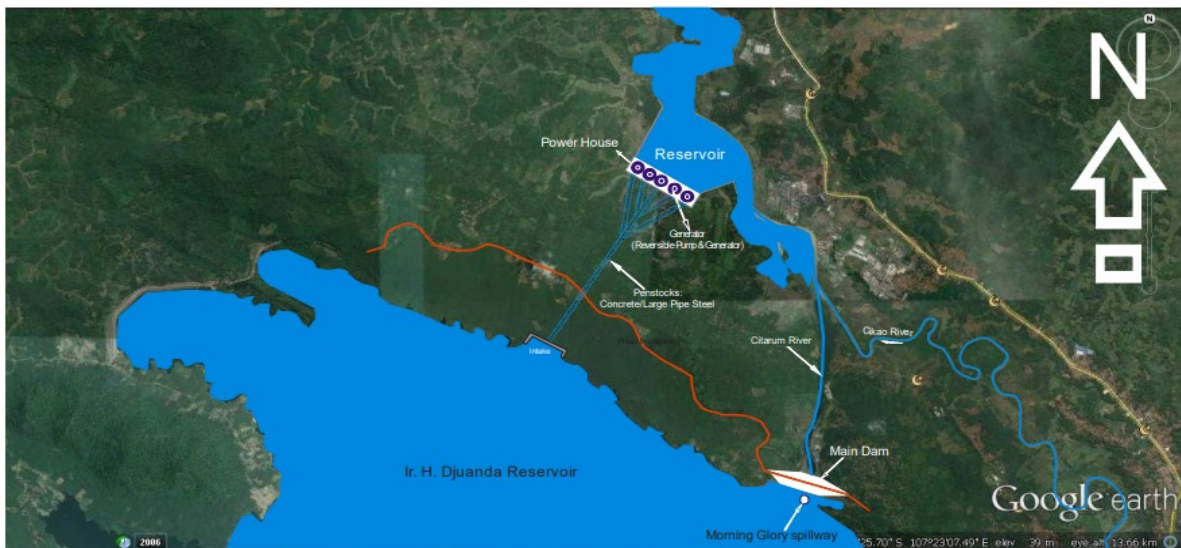 N
N
Power House
Reservoir
Generator
(Reversible Pump & Generator)
Penstocks:
Concrete/Large Pipe Steel
Intake
Citarum River
Cikao River
Main Dam
Ir. H. Djuanda Reservoir
Google earth
Morning Glory spillway
2006
25.70" S 107°23'07.49" E elev 39 m eye alt 13.66 km